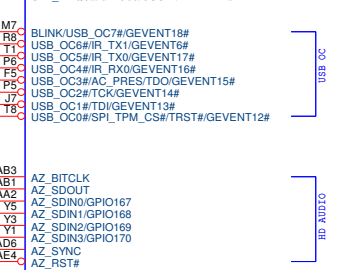 M7 BLINK/USB_OC7#/GEVENT18#
R8 USB_OC6#/IR_TX1/GEVENT6#
T1 USB_OC5#/IR_TX0/GEVENT17#
P6 USB_OC4#/IR_RX0/GEVENT16#
F5 USB_OC3#/AC_PRES/TDO/GEVENT15#
P5 USB_OC2#/TCK/GEVENT14#
J7 USB_OC1#/TDI/GEVENT13#
T8 USB_OC0#/SPI_TPM_CS#/TRST#/GEVENT12#
USB OC
AB3 AZ_BITCLK
AB1 AZ_SDOUT
AA2 AZ_SDIN0/GPIO167
Y5 AZ_SDIN1/GPIO168
Y3 AZ_SDIN2/GPIO169
Y1 AZ_SDIN3/GPIO170
AD6 AZ_SYNC
AE4 AZ_RST#
HD AUDIO